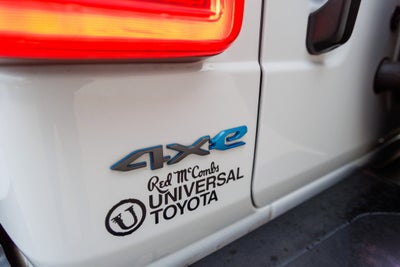 4xe
Red McCombs
UNIVERSAL
U TOYOTA